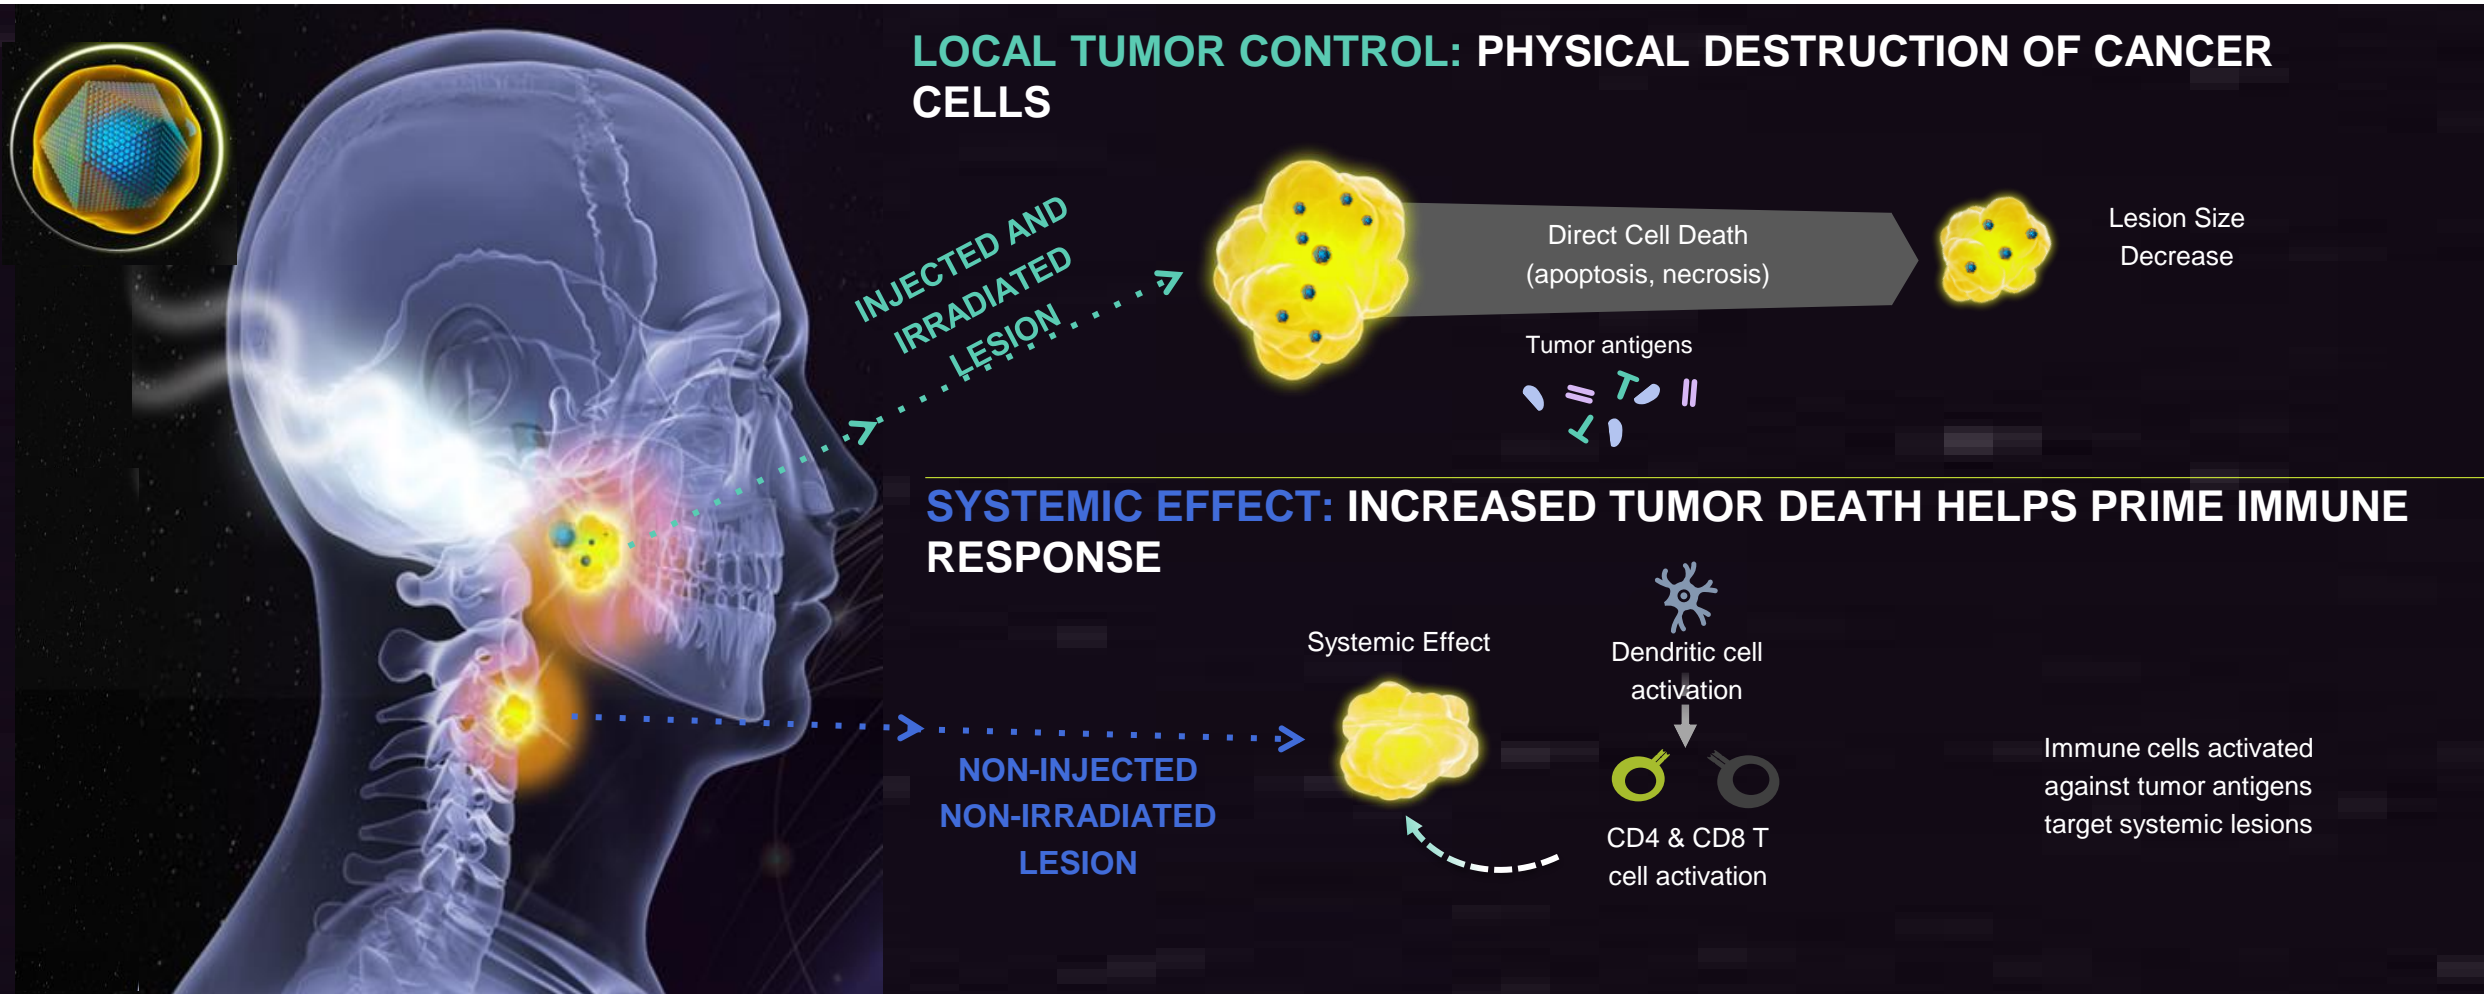 LOCAL TUMOR CONTROL: PHYSICAL DESTRUCTION OF CANCER
CELLS
INJECTED AND
IRRADIATED
LESION
Direct Cell Death
(apoptosis, necrosis)
Lesion Size
Decrease
Tumor antigens
SYSTEMIC EFFECT: INCREASED TUMOR DEATH HELPS PRIME IMMUNE
RESPONSE
Systemic Effect
Dendritic cell
activation
NON-INJECTED
NON-IRRADIATED
LESION
CD4 & CD8 T
cell activation
Immune cells activated
against tumor antigens
target systemic lesions